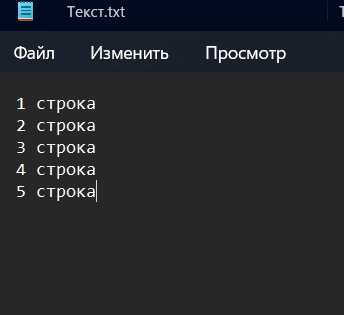 Текст.txt
Файл Изменить Просмотр
1 строка
2 строка
3 строка
4 строка
5 строка